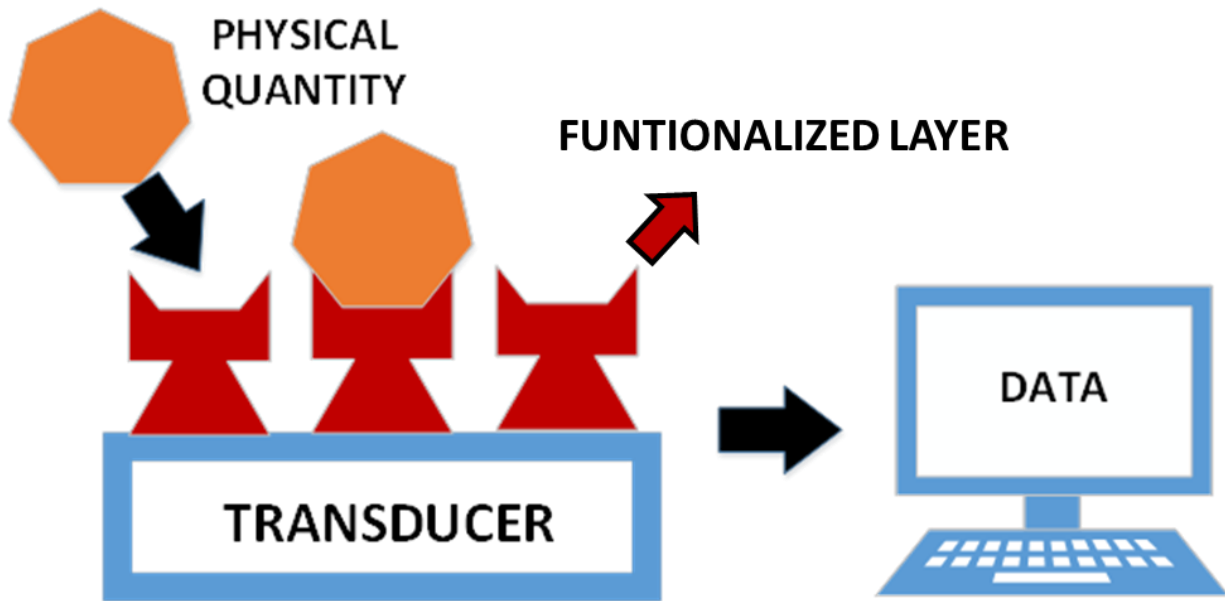 PHYSICAL
QUANTITY
FUNTIONALIZED LAYER
DATA
TRANSDUCER